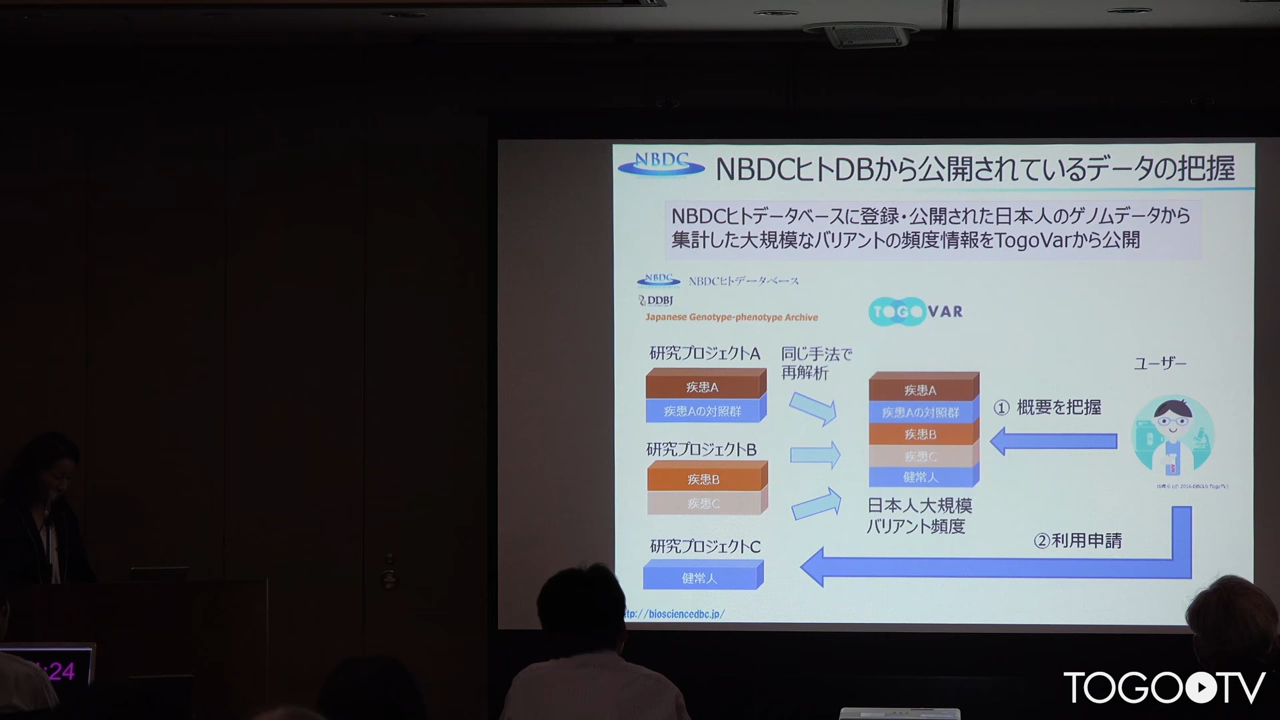 NBDC
NBDCヒトDBから公開されているデータの把握
NBDCヒトデータベースに登録・公開された日本人のゲノムデータから
集計した大規模なバリアントの頻度情報をTogoVarから公開
NBDC NBDCヒトデータベース
DDBJ
Japanese Genotype-phenotype Archive
TOGO VAR
研究プロジェクトA
疾患A
疾患Aの対照群
同じ手法で
再解析
研究プロジェクトB
疾患B
疾患C
研究プロジェクトC
健常人
疾患A
疾患Aの対照群
疾患B
疾患C
健常人
日本人大規模
バリアント頻度
ユーザー
① 概要を把握
②利用申請
tp://biosciencedbc.jp/
:24
TOGO TV